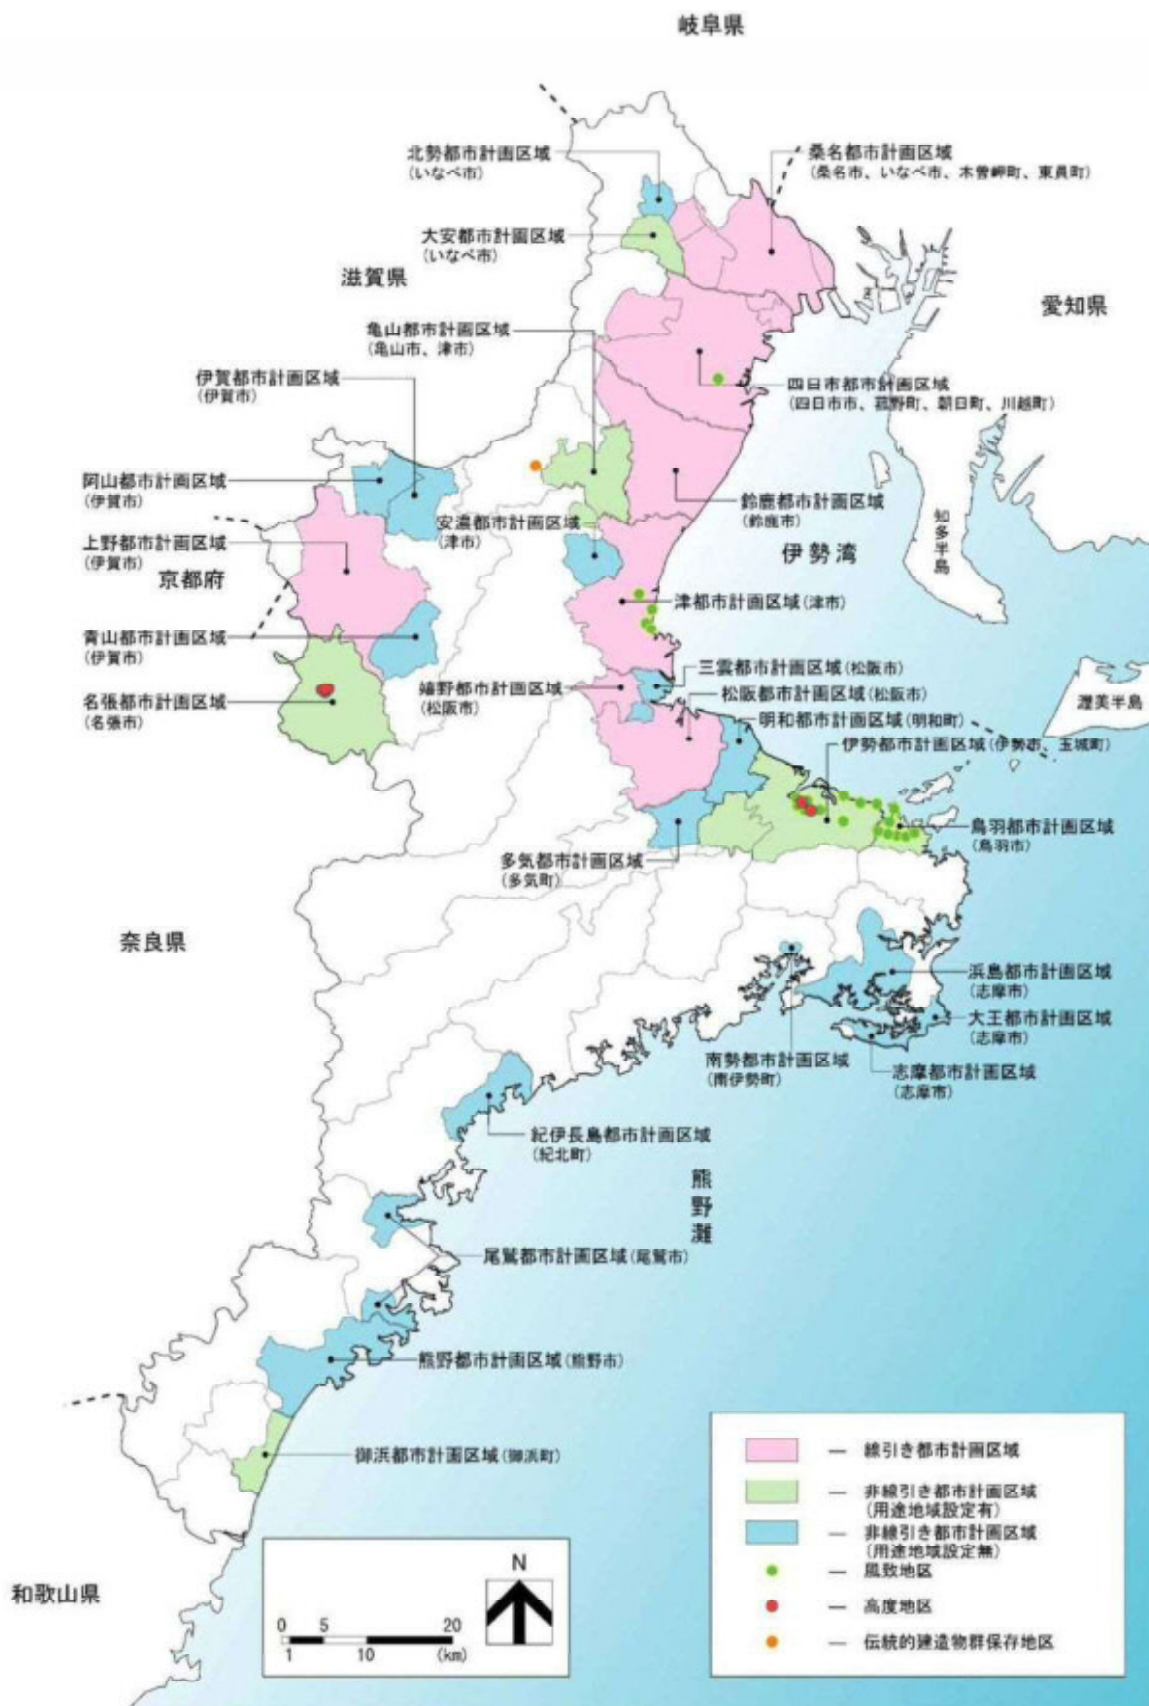 岐阜県
北勢都市計画区域
(いなべ市)
桑名都市計画区域
(桑名市、いなべ市、木曽岬町、東員町)
大安都市計画区域
(いなべ市)
滋賀県
愛知県
亀山都市計画区域
(亀山市、津市)
伊賀都市計画区域
(伊賀市)
四日市都市計画区域
(四日市市、菰野町、朝日町、川越町)
阿山都市計画区域
(伊賀市)
鈴鹿都市計画区域
(鈴鹿市)
安濃都市計画区域
(津市)
知多半島
上野都市計画区域
(伊賀市)
伊勢湾
京都府
津都市計画区域(津市)
青山都市計画区域
(伊賀市)
三雲都市計画区域(松阪市)
嬉野都市計画区域
(松阪市)
松阪都市計画区域(松阪市)
名張都市計画区域
(名張市)
渥美半島
明和都市計画区域(明和町)
伊勢都市計画区域(伊勢市、玉城町)
鳥羽都市計画区域
(鳥羽市)
多気都市計画区域
(多気町)
奈良県
浜島都市計画区域
(志摩市)
大王都市計画区域
(志摩市)
南勢都市計画区域
(南伊勢町)
志摩都市計画区域
(志摩市)
紀伊長島都市計画区域
(紀北町)
熊野灘
尾鷲都市計画区域(尾鷲市)
熊野都市計画区域(熊野市)
御浜都市計画区域(御浜町)
和歌山県
線引き都市計画区域
非線引き都市計画区域
(用途地域設定有)
非線引き都市計画区域
(用途地域設定無)
風致地区
高度地区
伝統的建造物群保存地区
N
0 5 20
1 10 (km)